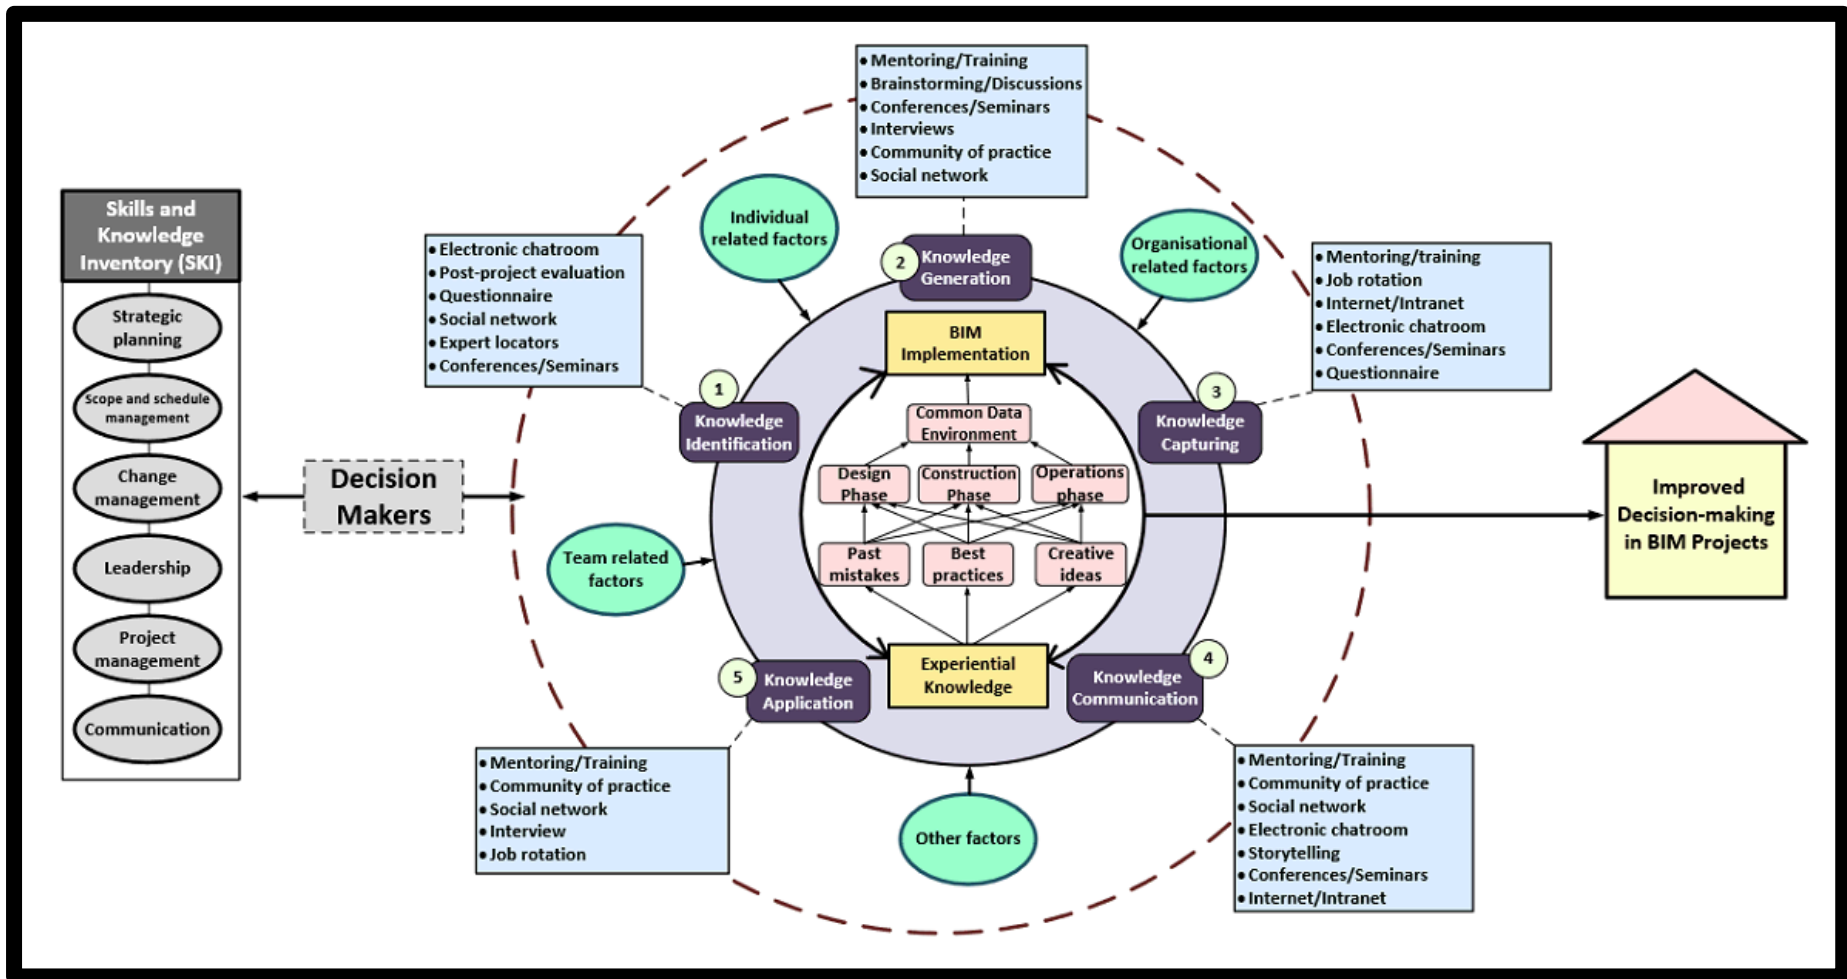 Skills and
Knowledge
Inventory (SKI)
Strategic
planning
Scope and schedule
management
Change
management
Leadership
Project
management
Communication
Decision
Makers
• Electronic chatroom
• Post-project evaluation
• Questionnaire
• Social network
• Expert locators
• Conferences/Seminars
1
Knowledge
Identification
Individual
related factors
• Mentoring/Training
• Brainstorming/Discussions
• Conferences/Seminars
• Interviews
• Community of practice
• Social network
2
Knowledge
Generation
Organisational
related factors
• Mentoring/training
• Job rotation
• Internet/Intranet
• Electronic chatroom
• Conferences/Seminars
• Questionnaire
3
Knowledge
Capturing
BIM
Implementation
Common Data
Environment
Design
Phase
Construction
Phase
Operations
phase
Past
mistakes
Best
practices
Creative
ideas
Experiential
Knowledge
Team related
factors
5
Knowledge
Application
• Mentoring/Training
• Community of practice
• Social network
• Interview
• Job rotation
Other factors
4
Knowledge
Communication
• Mentoring/Training
• Community of practice
• Social network
• Electronic chatroom
• Storytelling
• Conferences/Seminars
• Internet/Intranet
Improved
Decision-making
in BIM Projects